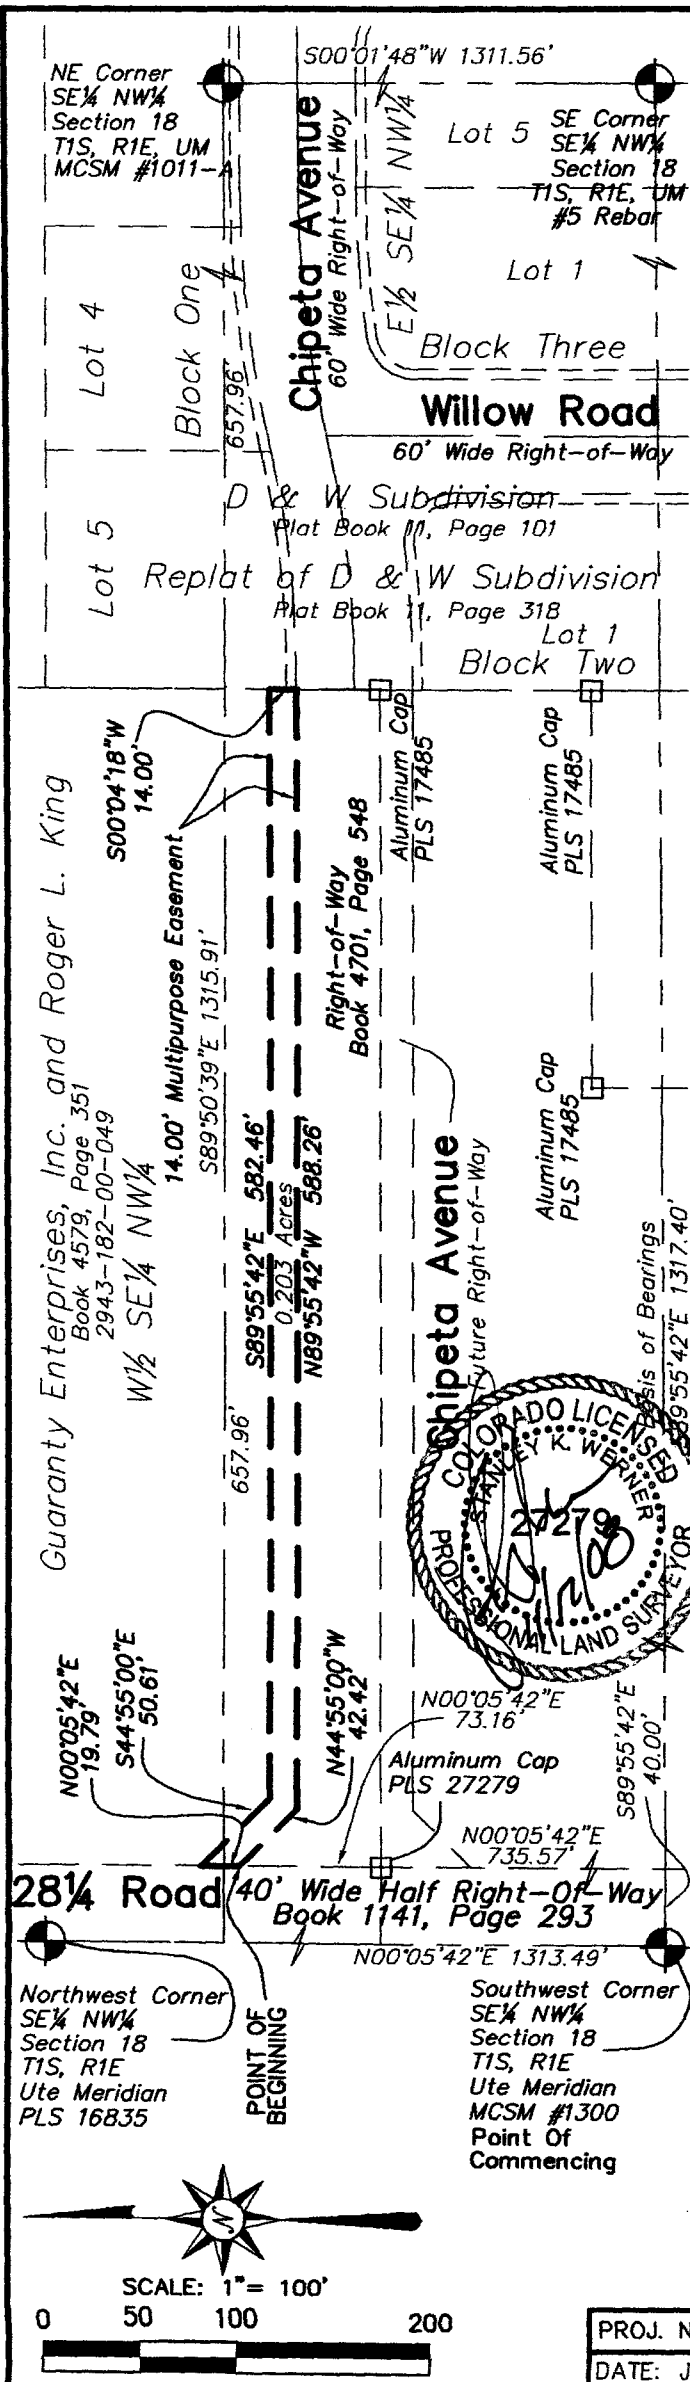 S00°01'48"W 1311.56'
NE Corner
SE¼ NW¼
Section 18
T1S, R1E, UM
MCSM #1011-A
Chipeta Avenue
60' Wide Right-of-Way
E½ SE¼ NW¼
Lot 5
SE Corner
SE¼ NW¼
Section 18
T1S, R1E, UM
#5 Rebar
Lot 1
Lot 4
Block One
657.96'
Block Three
Willow Road
60' Wide Right-of-Way
D & W Subdivision
Plat Book 11, Page 101
Lot 5
Replat of D & W Subdivision
Plat Book 11, Page 318
Lot 1
Block Two
S00°04'18"W
14.00'
Aluminum Cap
PLS 17485
Aluminum Cap
PLS 17485
Guaranty Enterprises, Inc. and Roger L. King
Book 4579, Page 351
2943-182-00-049
W½ SE¼ NW¼
14.00' Multipurpose Easement
S89°50'39"E 1315.91'
Right-of-Way
Book 4701, Page 548
S89°55'42"E 582.46'
0.203 Acres
N89°55'42"W 588.26'
Aluminum Cap
PLS 17485
Chipeta Avenue
Future Right-of-Way
Basis of Bearings
S89°55'42"E 1317.40'
657.96'
COLORADO LICENSED
STANLEY K. WERNER
27279
PROFESSIONAL LAND SURVEYOR
N00°05'42"E
19.79'
S44°55'00"E
50.61'
N44°55'00"W
42.42'
N00°05'42"E
73.16'
Aluminum Cap
PLS 27279
S89°55'42"E
40.00'
N00°05'42"E
735.57'
28¼ Road
40' Wide Half Right-Of-Way
Book 1141, Page 293
N00°05'42"E 1313.49'
Northwest Corner
SE¼ NW¼
Section 18
T1S, R1E
Ute Meridian
PLS 16835
POINT OF
BEGINNING
Southwest Corner
SE¼ NW¼
Section 18
T1S, R1E
Ute Meridian
MCSM #1300
Point Of
Commencing
N
SCALE: 1"= 100'
0 50 100 200
PROJ. N
DATE: J